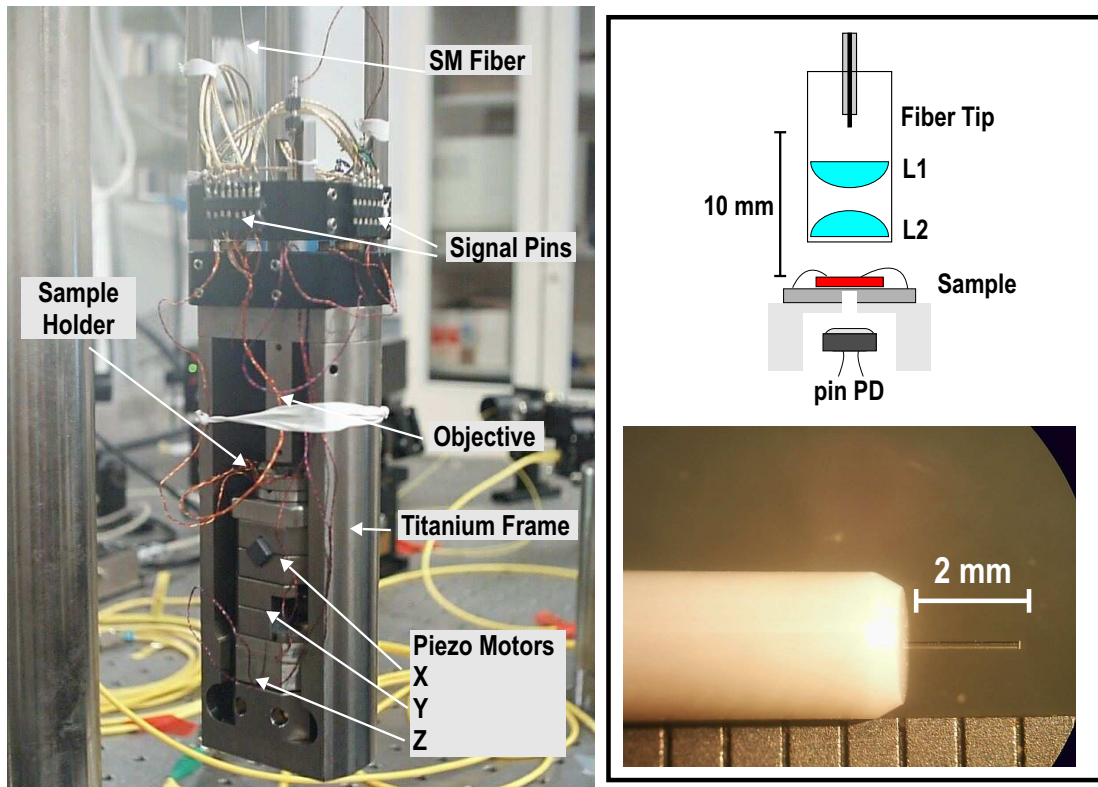 SM Fiber
Signal Pins
Sample
Holder
Objective
Titanium Frame
Piezo Motors
X
Y
Z
Fiber Tip
L1
10 mm
L2
Sample
pin PD
2 mm